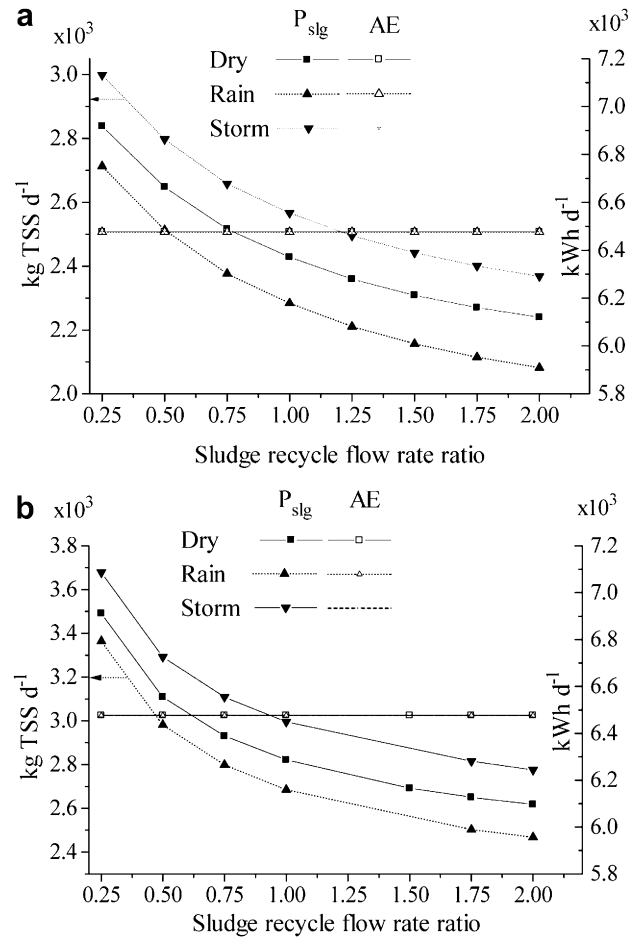 a
x10³ P_slg AE x10³
Dry
Rain
Storm
3.0
2.8
2.6
2.4
2.2
2.0
kg TSS d⁻¹
7.2
7.0
6.8
6.6
6.4
6.2
6.0
5.8
kWh d⁻¹
0.25 0.50 0.75 1.00 1.25 1.50 1.75 2.00
Sludge recycle flow rate ratio
b
x10³ P_slg AE x10³
Dry
Rain
Storm
3.8
3.6
3.4
3.2
3.0
2.8
2.6
2.4
kg TSS d⁻¹
7.2
7.0
6.8
6.6
6.4
6.2
6.0
5.8
kWh d⁻¹
0.25 0.50 0.75 1.00 1.25 1.50 1.75 2.00
Sludge recycle flow rate ratio